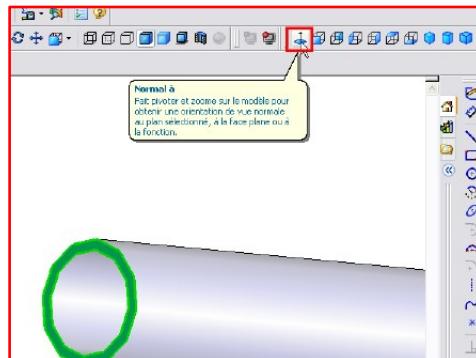 Normal à
Fait pivoter et zoome sur le modèle pour
obtenir une orientation de vue normale
au plan sélectionné, à la face plane ou à
la fonction.